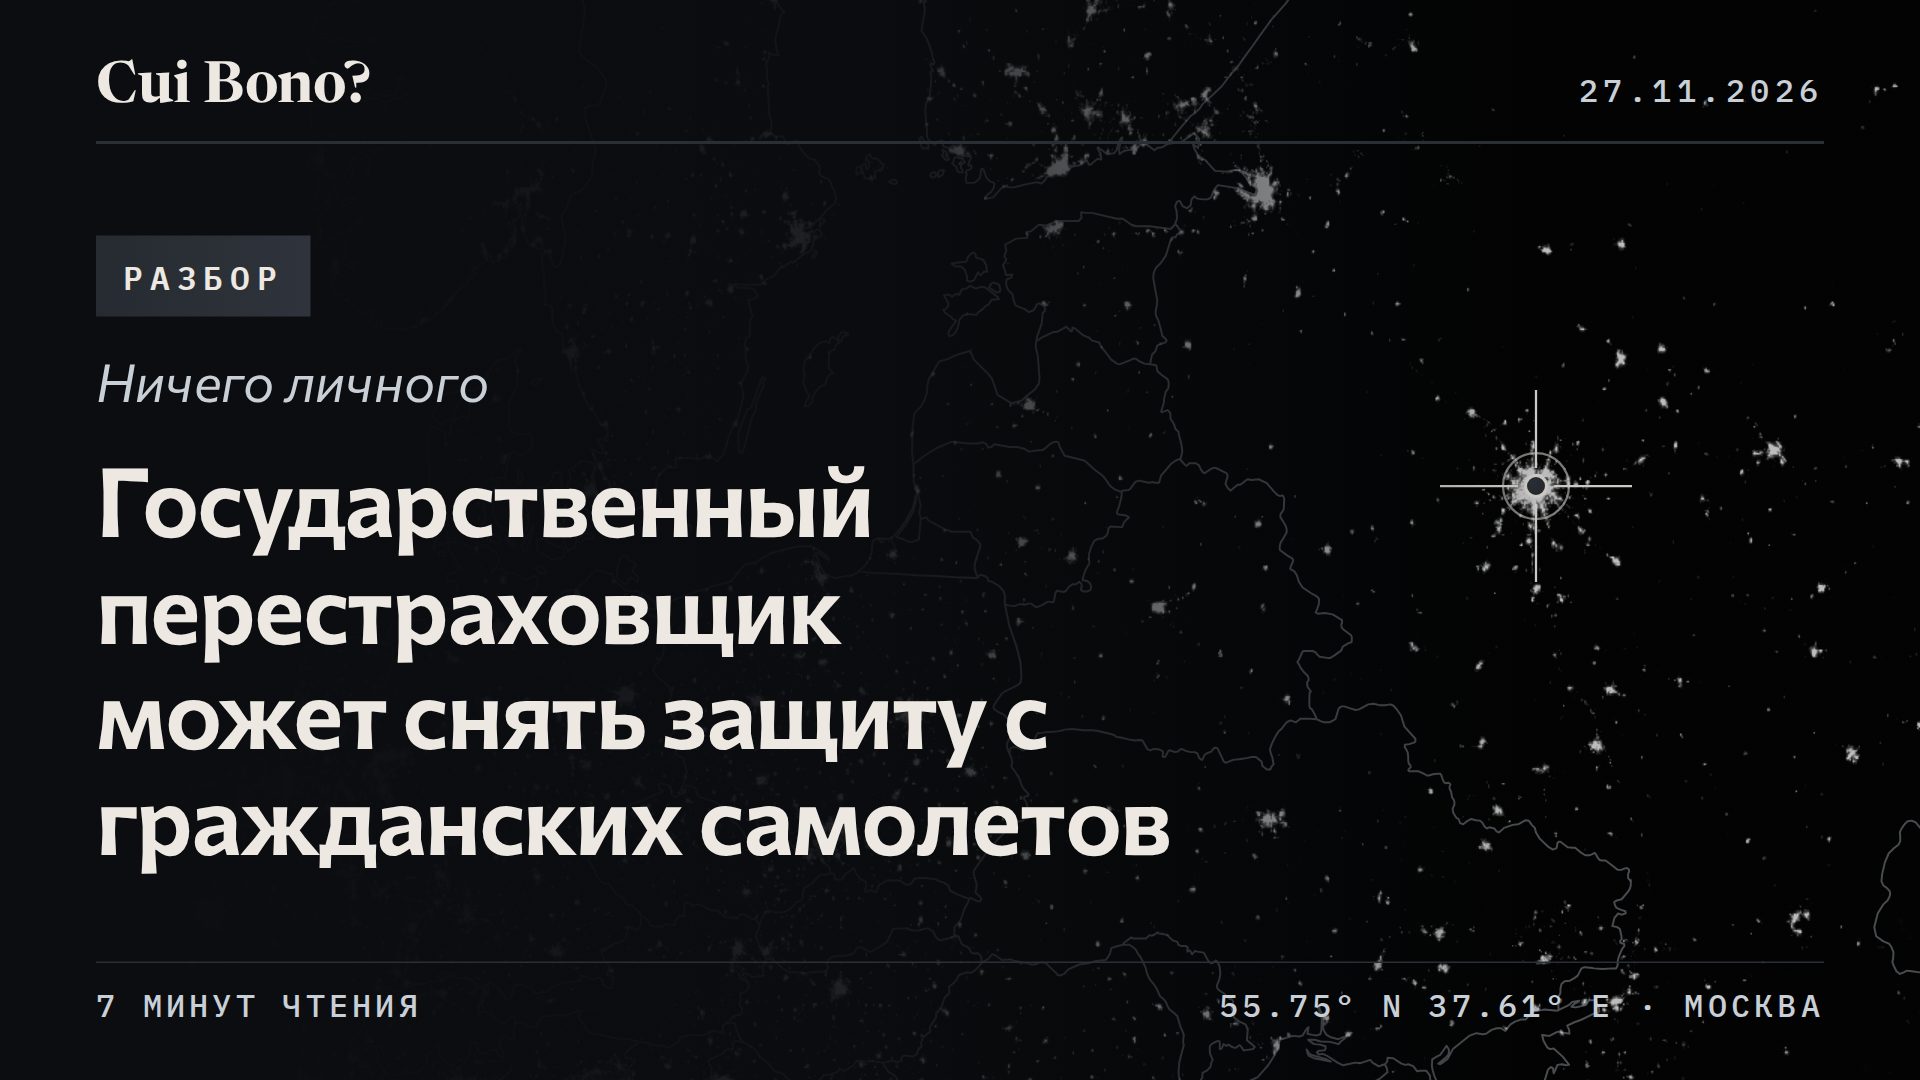 Cui Bono?
27.11.2026
РАЗБОР
Ничего личного
Государственный
перестраховщик
может снять защиту с
гражданских самолетов
7 МИНУТ ЧТЕНИЯ
55.75° N 37.61° E · МОСКВА